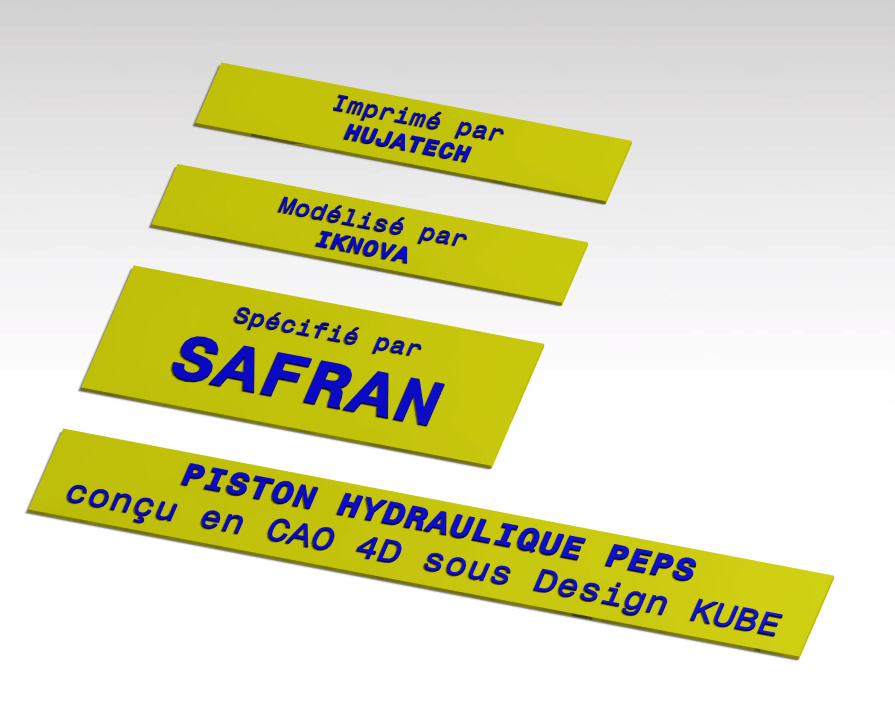 Imprimé par
HUJATECH
Modélisé par
IKNOVA
Spécifié par
SAFRAN
PISTON HYDRAULIQUE PEPS
conçu en CAO 4D sous Design KUBE